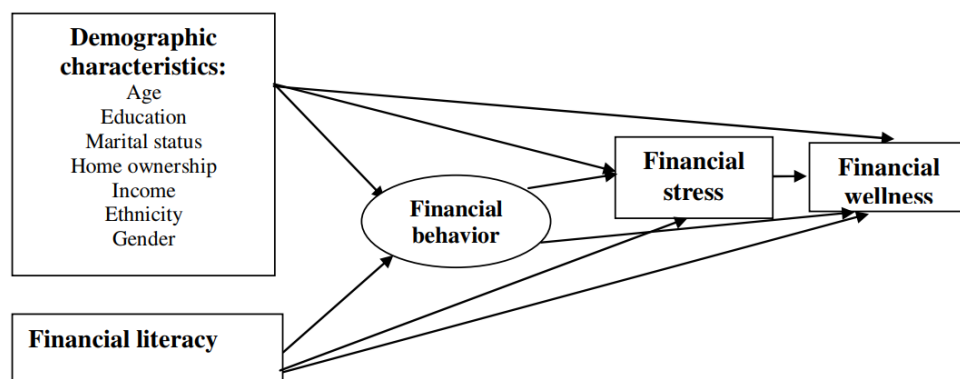 Demographic
characteristics:
Age
Education
Marital status
Home ownership
Income
Ethnicity
Gender
Financial
stress
Financial
wellness
Financial
behavior
Financial literacy